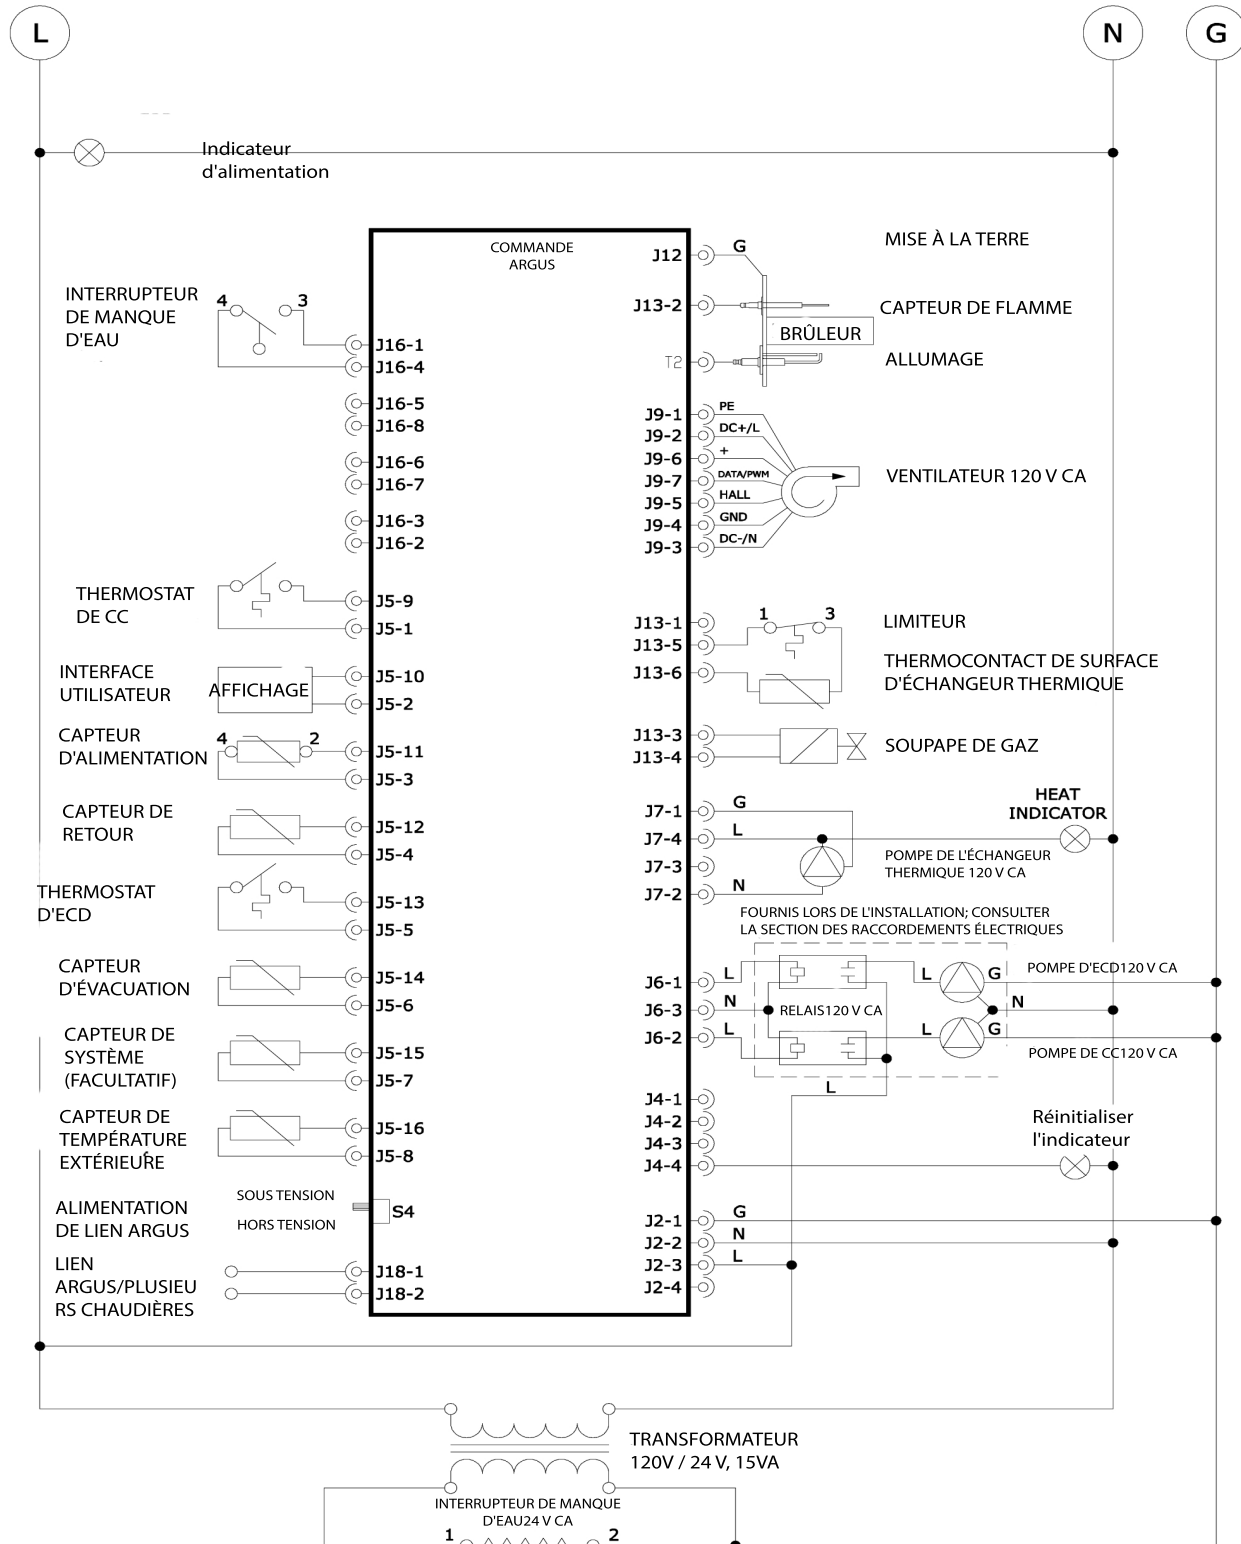 L
N
G
Indicateur
d'alimentation
COMMANDE
ARGUS
INTERRUPTEUR
DE MANQUE
D'EAU
4
3
J16-1
J16-4
J16-5
J16-8
J16-6
J16-7
J16-3
J16-2
THERMOSTAT
DE CC
J5-9
J5-1
INTERFACE
UTILISATEUR
AFFICHAGE
J5-10
J5-2
CAPTEUR
D'ALIMENTATION
4
2
J5-11
J5-3
CAPTEUR DE
RETOUR
J5-12
J5-4
THERMOSTAT
D'ECD
J5-13
J5-5
CAPTEUR
D'ÉVACUATION
J5-14
J5-6
CAPTEUR DE
SYSTÈME
(FACULTATIF)
J5-15
J5-7
CAPTEUR DE
TEMPÉRATURE
EXTÉRIEURE
J5-16
J5-8
ALIMENTATION
DE LIEN ARGUS
SOUS TENSION
HORS TENSION
S4
LIEN
ARGUS/PLUSIEU
RS CHAUDIÈRES
J18-1
J18-2
J12
G
MISE À LA TERRE
J13-2
CAPTEUR DE FLAMME
BRÛLEUR
T2
ALLUMAGE
J9-1
PE
J9-2
DC+/L
J9-6
+
J9-7
DATA/PWM
J9-5
HALL
J9-4
GND
J9-3
DC-/N
VENTILATEUR 120 V CA
J13-1
J13-5
J13-6
1
3
LIMITEUR
THERMOCONTACT DE SURFACE
D'ÉCHANGEUR THERMIQUE
J13-3
J13-4
SOUPAPE DE GAZ
HEAT
INDICATOR
J7-1
G
J7-4
L
J7-3
J7-2
N
POMPE DE L'ÉCHANGEUR
THERMIQUE 120 V CA
FOURNIS LORS DE L'INSTALLATION; CONSULTER
LA SECTION DES RACCORDEMENTS ÉLECTRIQUES
J6-1
L
L
G
POMPE D'ECD120 V CA
J6-3
N
RELAIS120 V CA
N
J6-2
L
L
G
POMPE DE CC120 V CA
L
J4-1
J4-2
J4-3
J4-4
Réinitialiser
l'indicateur
J2-1
G
J2-2
N
J2-3
L
J2-4
TRANSFORMATEUR
120V / 24 V, 15VA
INTERRUPTEUR DE MANQUE
D'EAU24 V CA
1
2